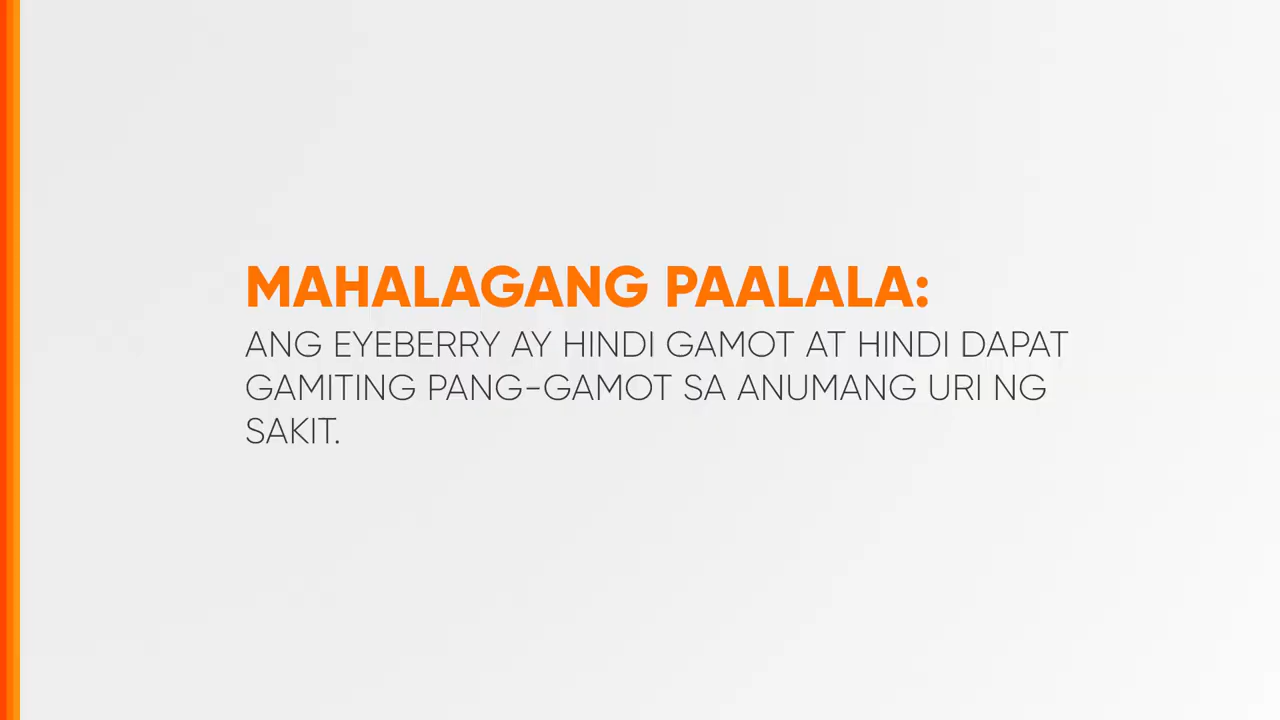 MAHALAGANG PAALALA:
ANG EYEBERRY AY HINDI GAMOT AT HINDI DAPAT
GAMITING PANG-GAMOT SA ANUMANG URI NG
SAKIT.